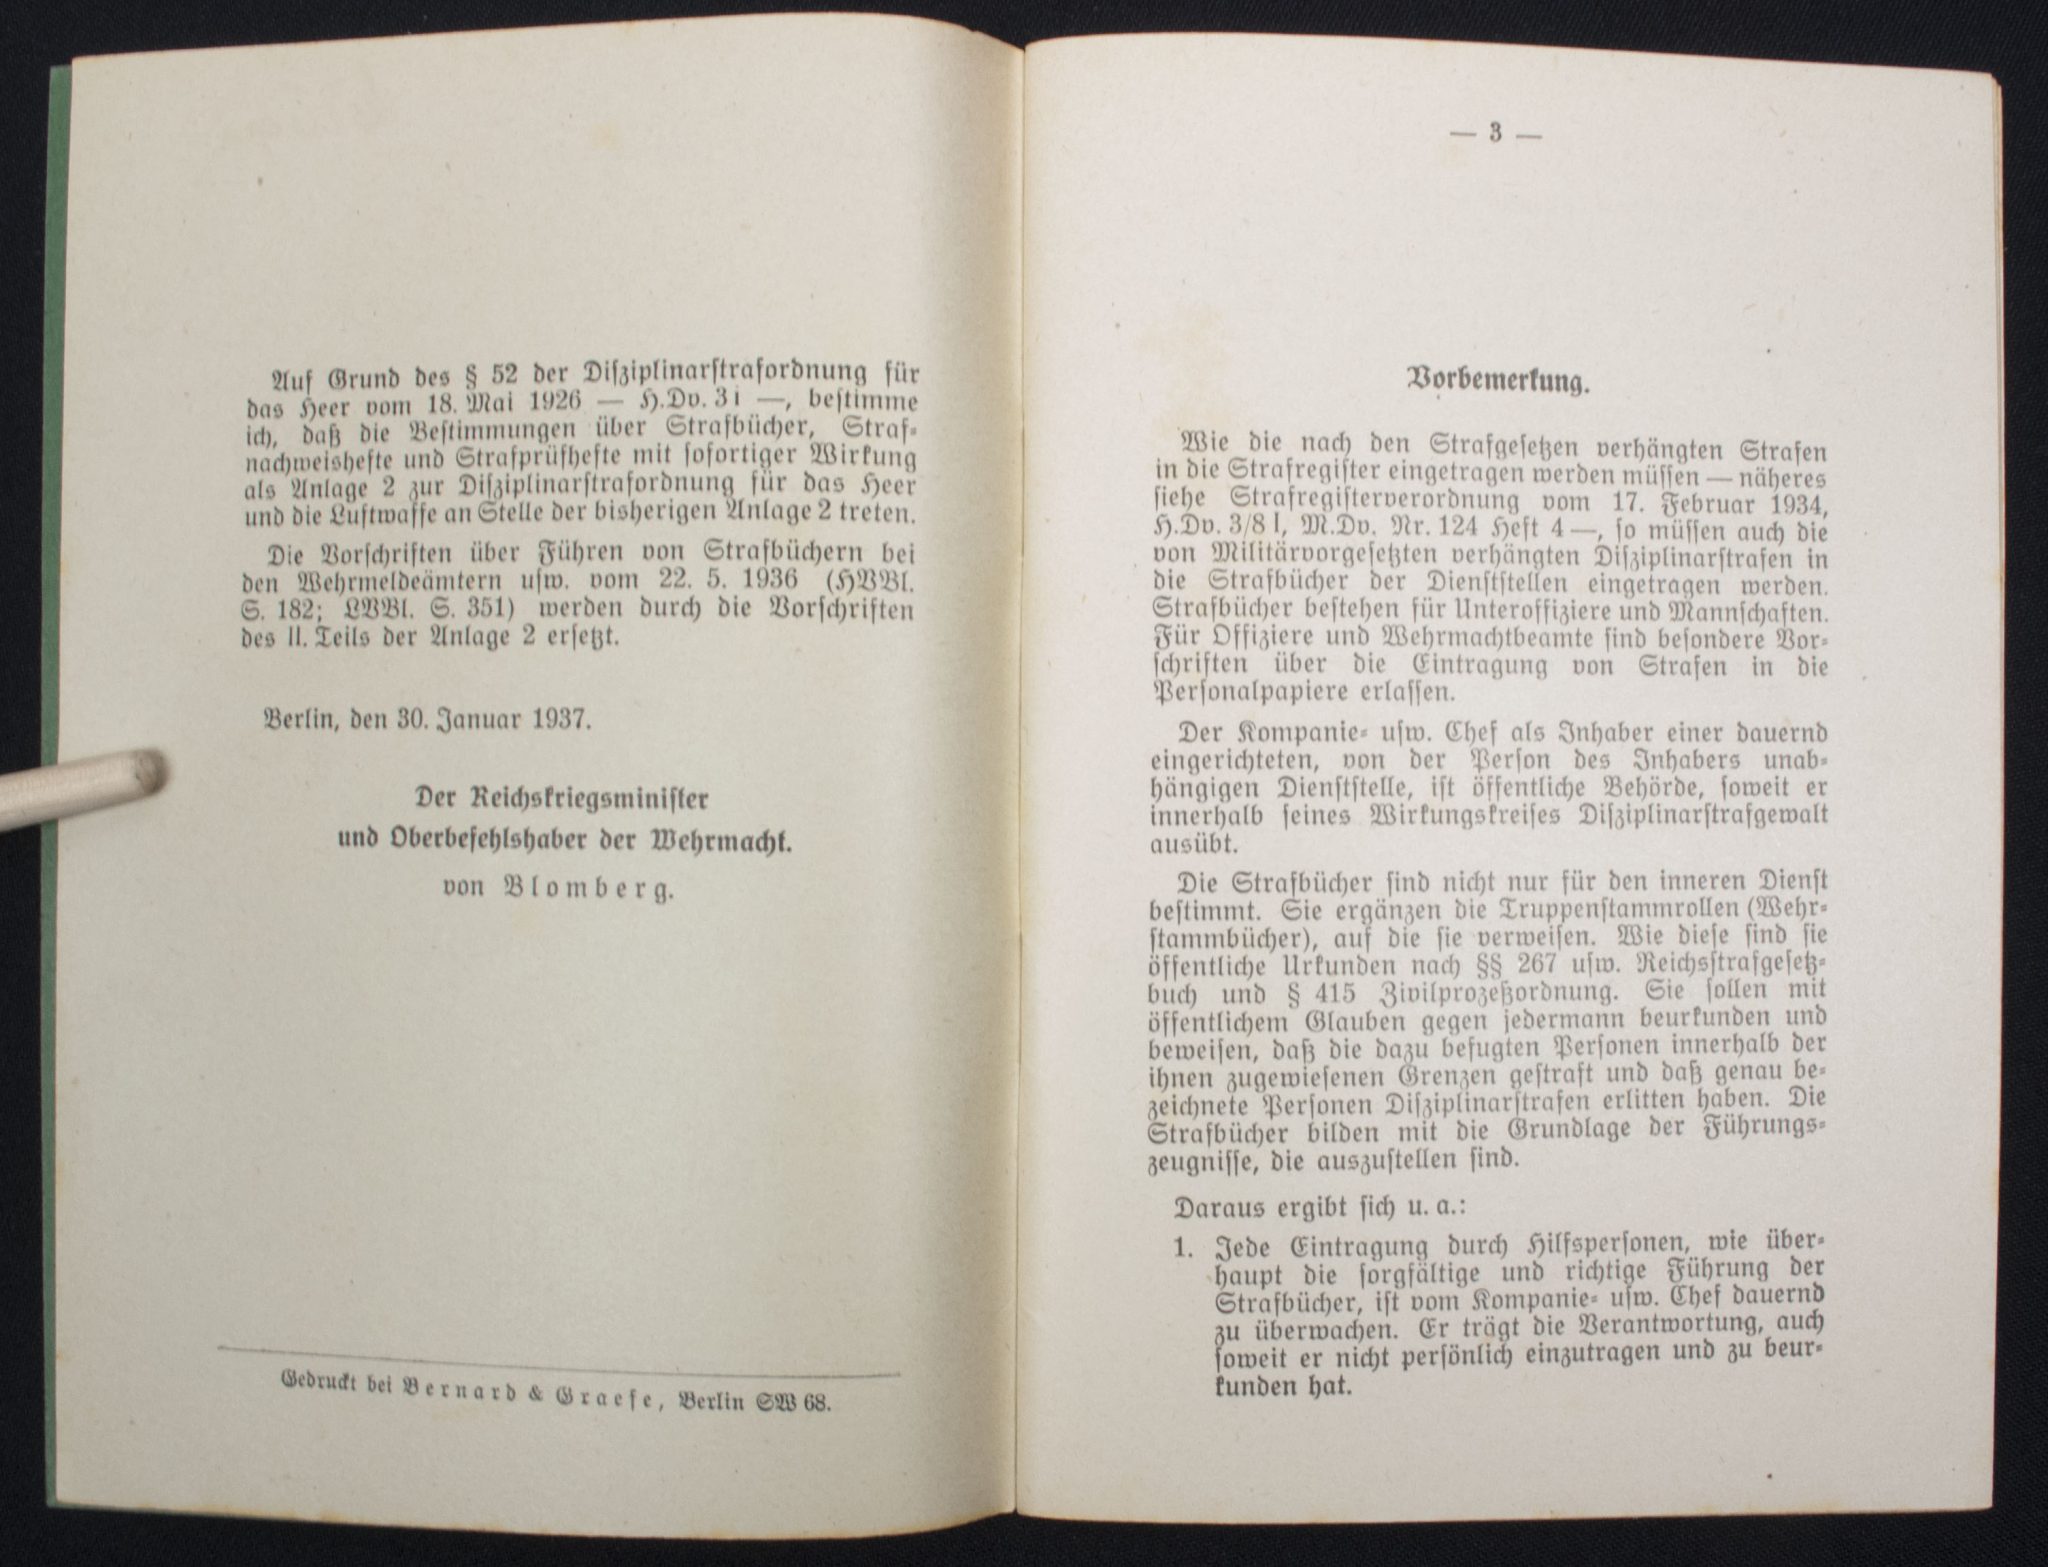 Auf Grund des § 52 der Disziplinarstrafordnung für
das Heer vom 18. Mai 1926 — H.Dv. 3 i —, bestimme
ich, daß die Bestimmungen über Strafbücher, Straf-
nachweishefte und Strafprüfhefte mit sofortiger Wirkung
als Anlage 2 zur Disziplinarstrafordnung für das Heer
und die Luftwaffe an Stelle der bisherigen Anlage 2 treten.
Die Vorschriften über Führen von Strafbüchern bei
den Wehrmeldeämtern usw. vom 22. 5. 1936 (HVBl.
S. 182; LVBl. S. 351) werden durch die Vorschriften
des II. Teils der Anlage 2 ersetzt.
Berlin, den 30. Januar 1937.
Der Reichskriegsminister
und Oberbefehlshaber der Wehrmacht.
von Blomberg.
Gedruckt bei Bernard & Graefe, Berlin SW 68.
— 3 —
Vorbemerkung.
Wie die nach den Strafgesetzen verhängten Strafen
in die Strafregister eingetragen werden müssen — näheres
siehe Strafregisterverordnung vom 17. Februar 1934,
H.Dv. 3/8 I, M.Dv. Nr. 124 Heft 4 —, so müssen auch die
von Militärvorgesetzten verhängten Disziplinarstrafen in
die Strafbücher der Dienststellen eingetragen werden.
Strafbücher bestehen für Unteroffiziere und Mannschaften.
Für Offiziere und Wehrmachtbeamte sind besondere Vor-
schriften über die Eintragung von Strafen in die
Personalpapiere erlassen.
Der Kompanie- usw. Chef als Inhaber einer dauernd
eingerichteten, von der Person des Inhabers unab-
hängigen Dienststelle, ist öffentliche Behörde, soweit er
innerhalb seines Wirkungskreises Disziplinarstrafgewalt
ausübt.
Die Strafbücher sind nicht nur für den inneren Dienst
bestimmt. Sie ergänzen die Truppenstammrollen (Wehr-
stammbücher), auf die sie verweisen. Wie diese sind sie
öffentliche Urkunden nach §§ 267 usw. Reichsstrafgesetz-
buch und § 415 Zivilprozeßordnung. Sie sollen mit
öffentlichem Glauben gegen jedermann beurkunden und
beweisen, daß die dazu befugten Personen innerhalb der
ihnen zugewiesenen Grenzen gestraft und daß genau be-
zeichnete Personen Disziplinarstrafen erlitten haben. Die
Strafbücher bilden mit die Grundlage der Führungs-
zeugnisse, die auszustellen sind.
Daraus ergibt sich u. a.:
1. Jede Eintragung durch Hilfspersonen, wie über-
haupt die sorgfältige und richtige Führung der
Strafbücher, ist vom Kompanie- usw. Chef dauernd
zu überwachen. Er trägt die Verantwortung, auch
soweit er nicht persönlich einzutragen und zu beur-
kunden hat.